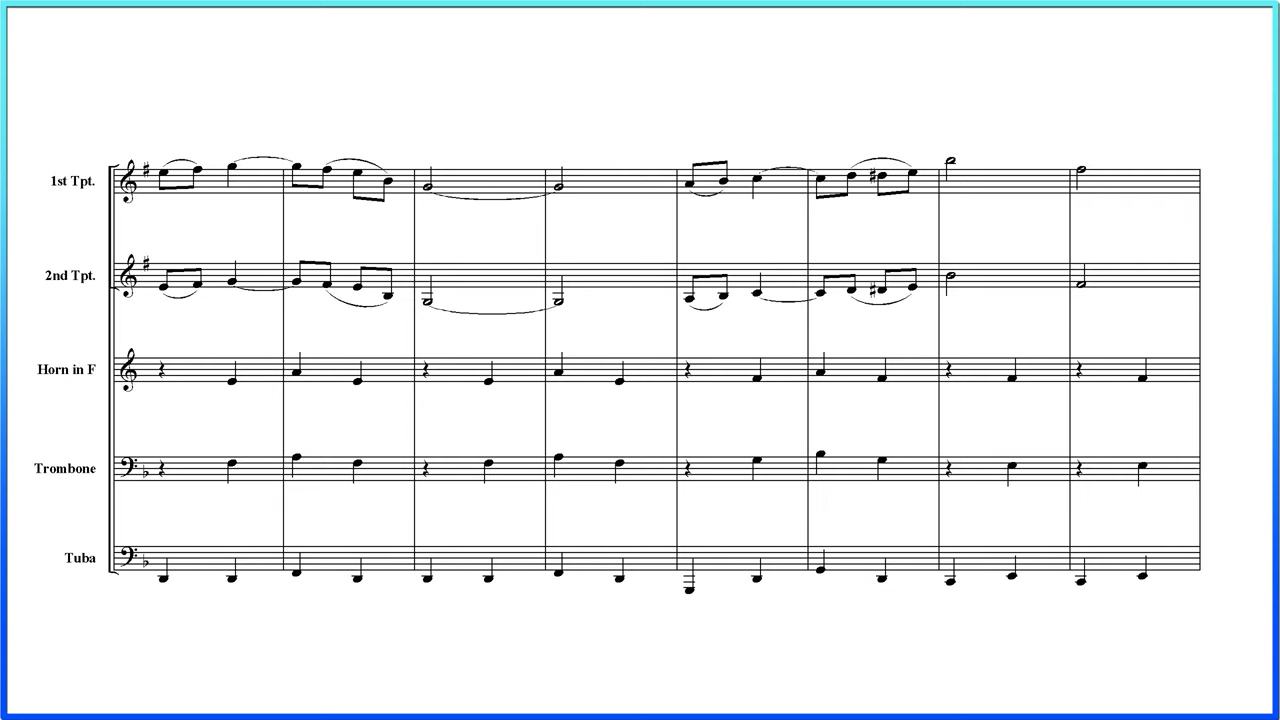 1st Tpt.
2nd Tpt.
Horn in F
Trombone
Tuba